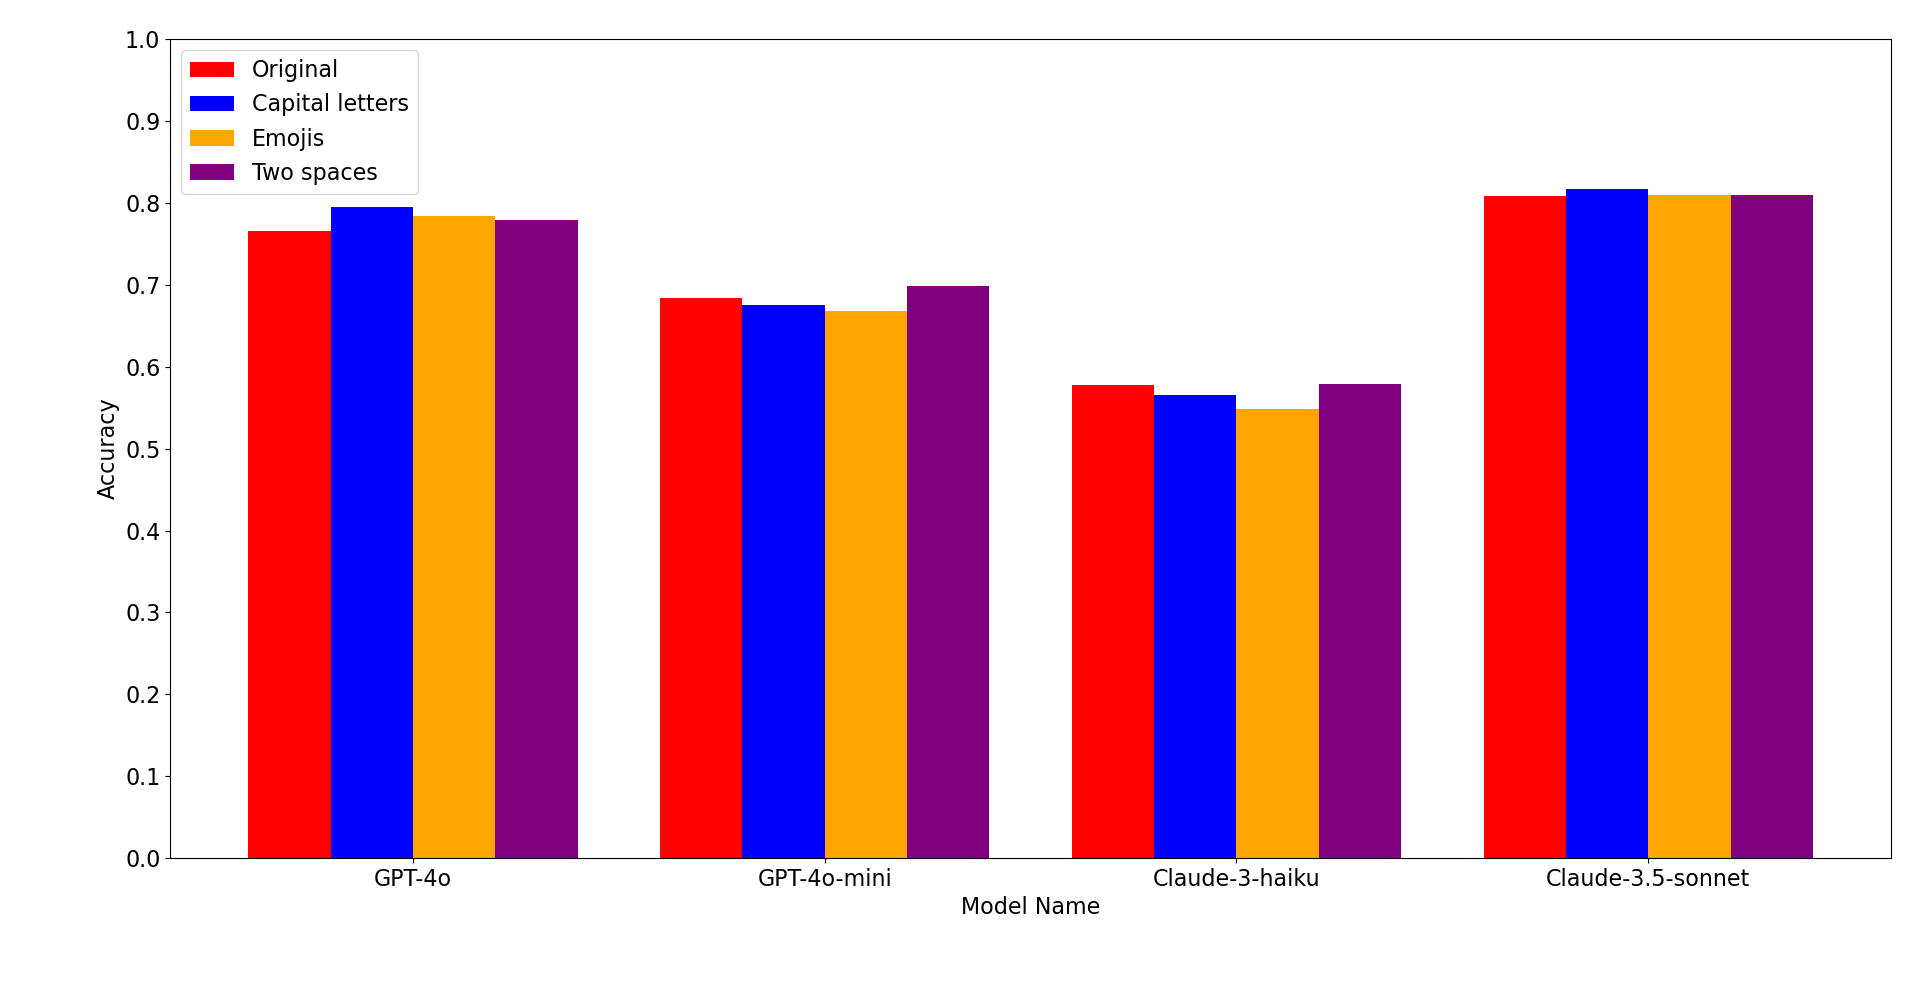 1.0
0.9
0.8
0.7
0.6
0.5
0.4
0.3
0.2
0.1
0.0
Accuracy
Original
Capital letters
Emojis
Two spaces
GPT-4o GPT-4o-mini Claude-3-haiku Claude-3.5-sonnet
Model Name